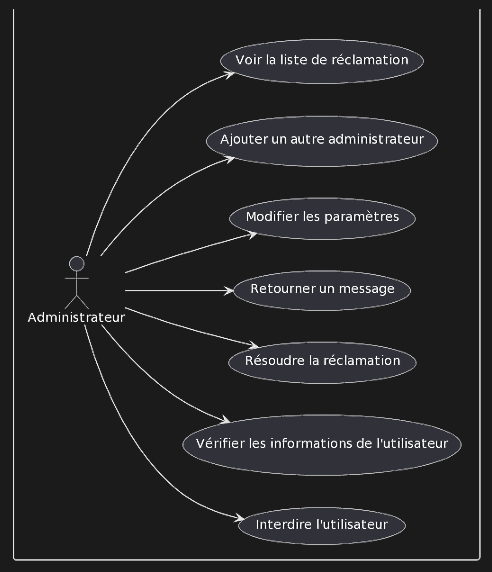 Voir la liste de réclamation
Ajouter un autre administrateur
Modifier les paramètres
Retourner un message
Administrateur
Résoudre la réclamation
Vérifier les informations de l'utilisateur
Interdire l'utilisateur